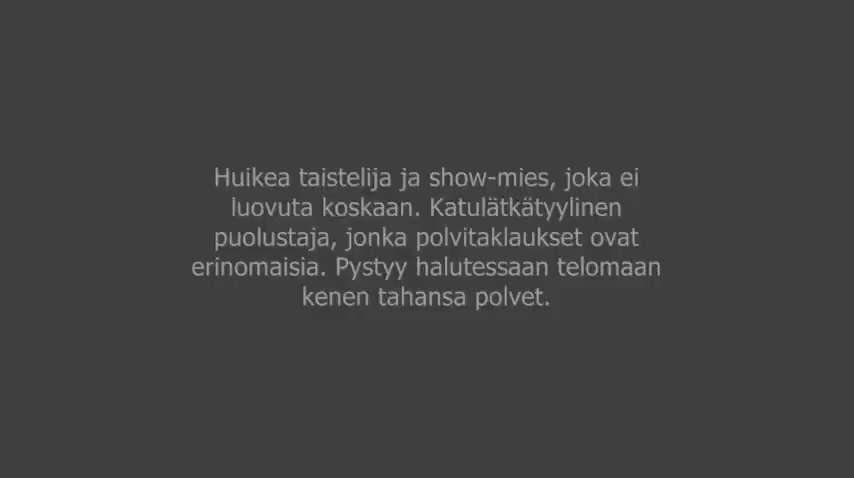 Huikea taistelija ja show-mies, joka ei
luovuta koskaan. Katulätkätyylinen
puolustaja, jonka polvitaklaukset ovat
erinomaisia. Pystyy halutessaan telomaan
kenen tahansa polvet.